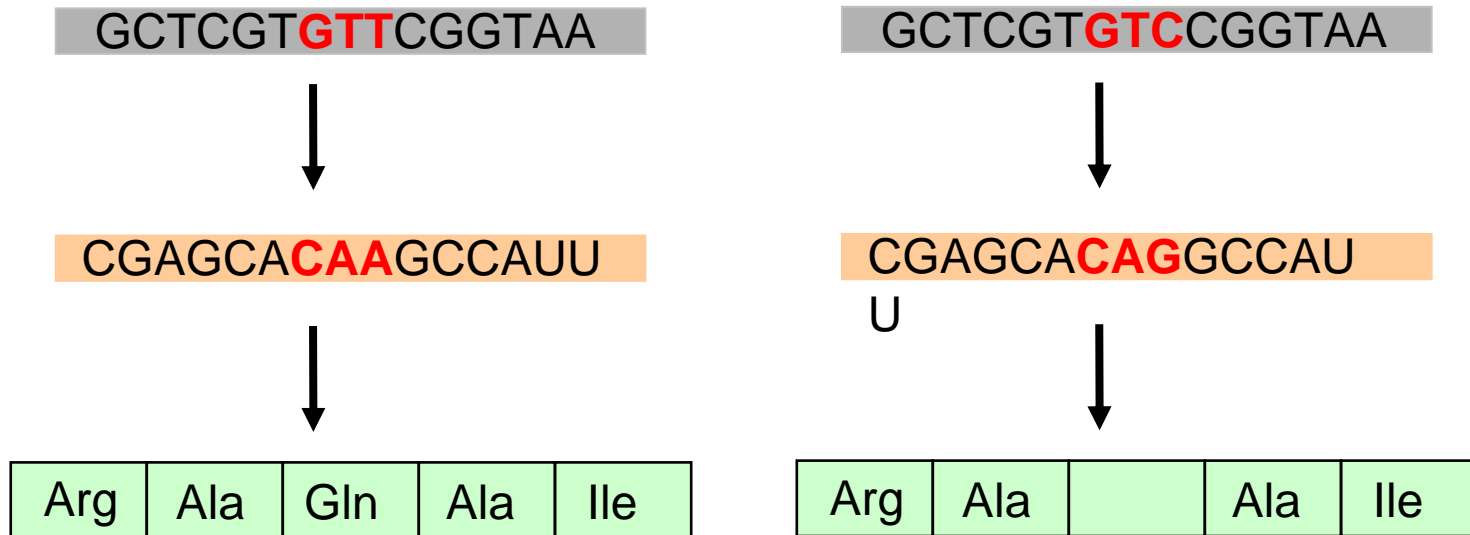 GCTCGTGTTCGGTAA
CGAGCACAAGCCAUU
Arg Ala Gln Ala Ile
GCTCGTGTCCGGTAA
CGAGCACAGGCCAU
U
Arg Ala Ala Ile